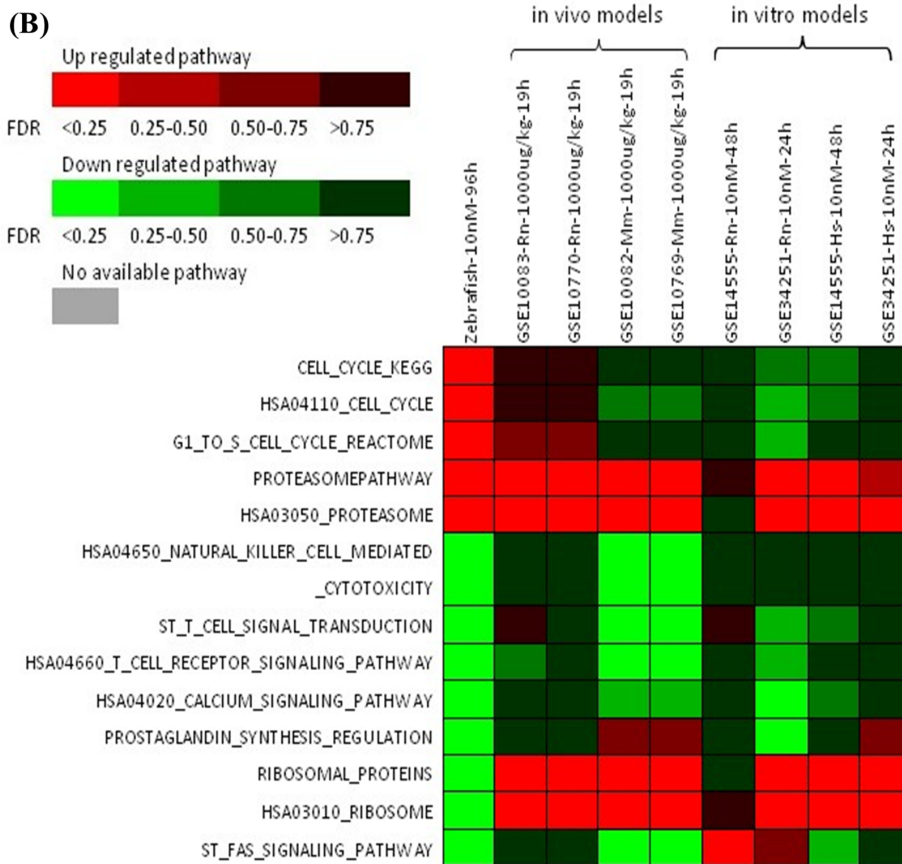 (B)
in vivo models
in vitro models
Up regulated pathway
FDR <0.25 0.25-0.50 0.50-0.75 >0.75
Down regulated pathway
FDR <0.25 0.25-0.50 0.50-0.75 >0.75
No available pathway
Zebrafish-10nM-96h
GSE10083-Rn-1000ug/kg-19h
GSE10770-Rn-1000ug/kg-19h
GSE10082-Mm-1000ug/kg-19h
GSE10769-Mm-1000ug/kg-19h
GSE14555-Rn-10nM-48h
GSE34251-Rn-10nM-24h
GSE14555-Hs-10nM-48h
GSE34251-Hs-10nM-24h
CELL_CYCLE_KEGG
HSA04110_CELL_CYCLE
G1_TO_S_CELL_CYCLE_REACTOME
PROTEASOMEPATHWAY
HSA03050_PROTEASOME
HSA04650_NATURAL_KILLER_CELL_MEDIATED
_CYTOTOXICITY
ST_T_CELL_SIGNAL_TRANSDUCTION
HSA04660_T_CELL_RECEPTOR_SIGNALING_PATHWAY
HSA04020_CALCIUM_SIGNALING_PATHWAY
PROSTAGLANDIN_SYNTHESIS_REGULATION
RIBOSOMAL_PROTEINS
HSA03010_RIBOSOME
ST_FAS_SIGNALING_PATHWAY